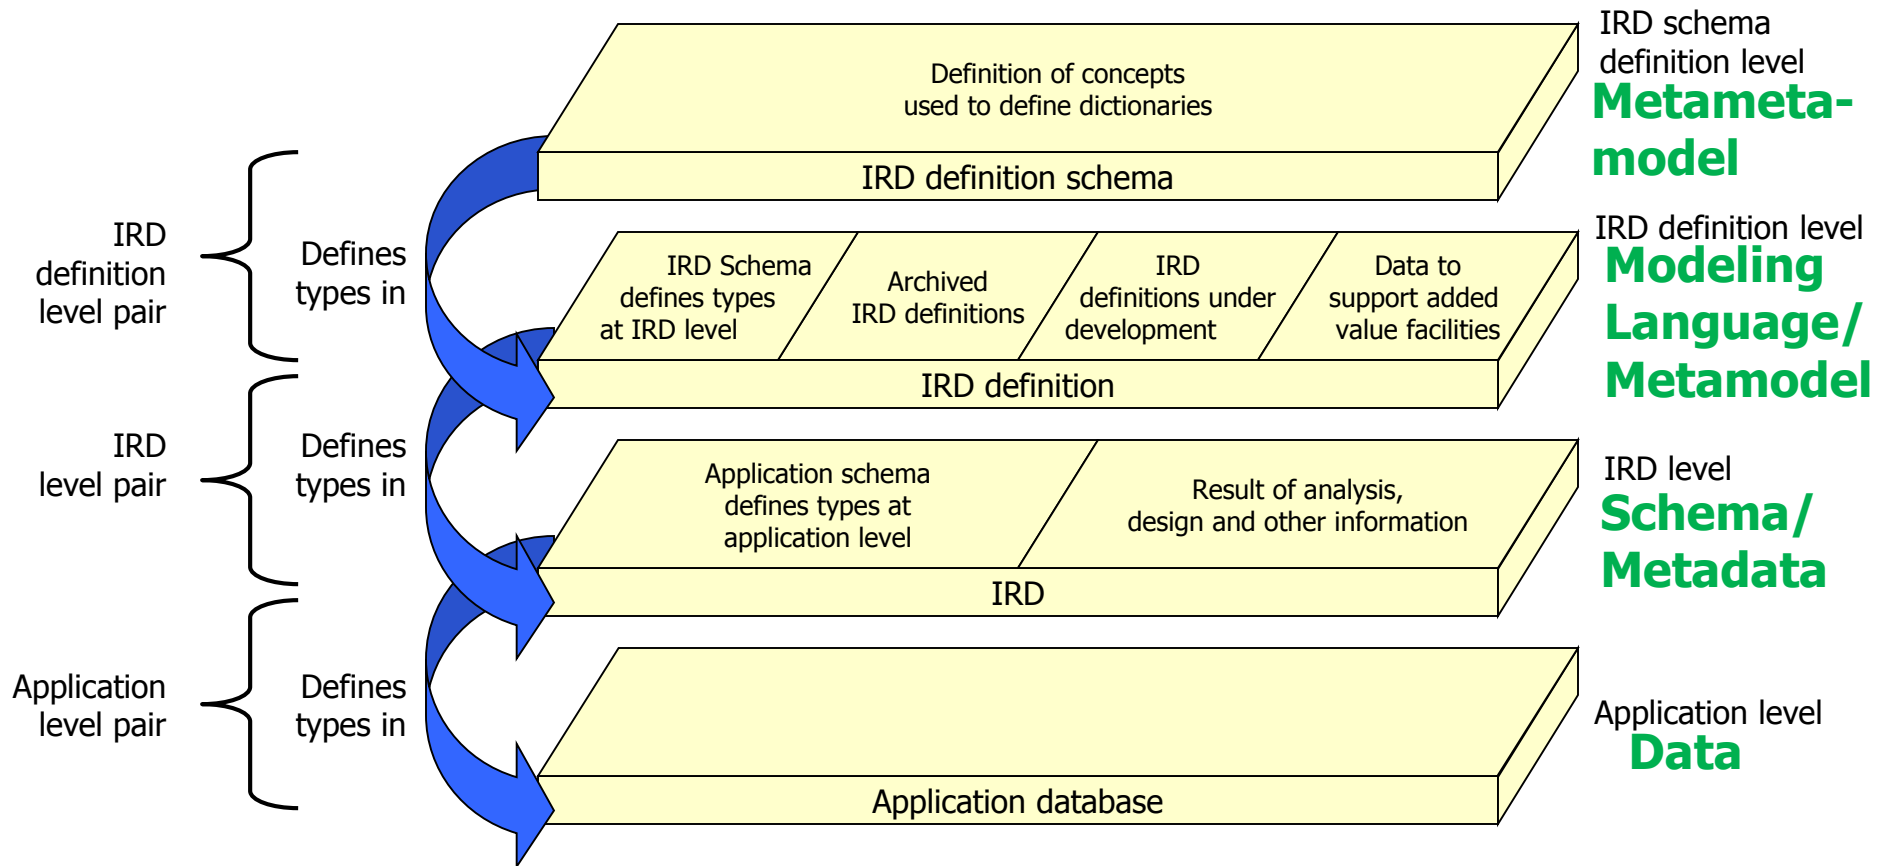 IRD schema
definition level
Metameta-
model
Definition of concepts
used to define dictionaries
IRD definition schema
IRD
definition
level pair
Defines
types in
IRD definition level
Modeling
Language/
Metamodel
IRD Schema
defines types
at IRD level
Archived
IRD definitions
IRD
definitions under
development
Data to
support added
value facilities
IRD definition
IRD
level pair
Defines
types in
IRD level
Schema/
Metadata
Application schema
defines types at
application level
Result of analysis,
design and other information
IRD
Application
level pair
Defines
types in
Application level
Data
Application database